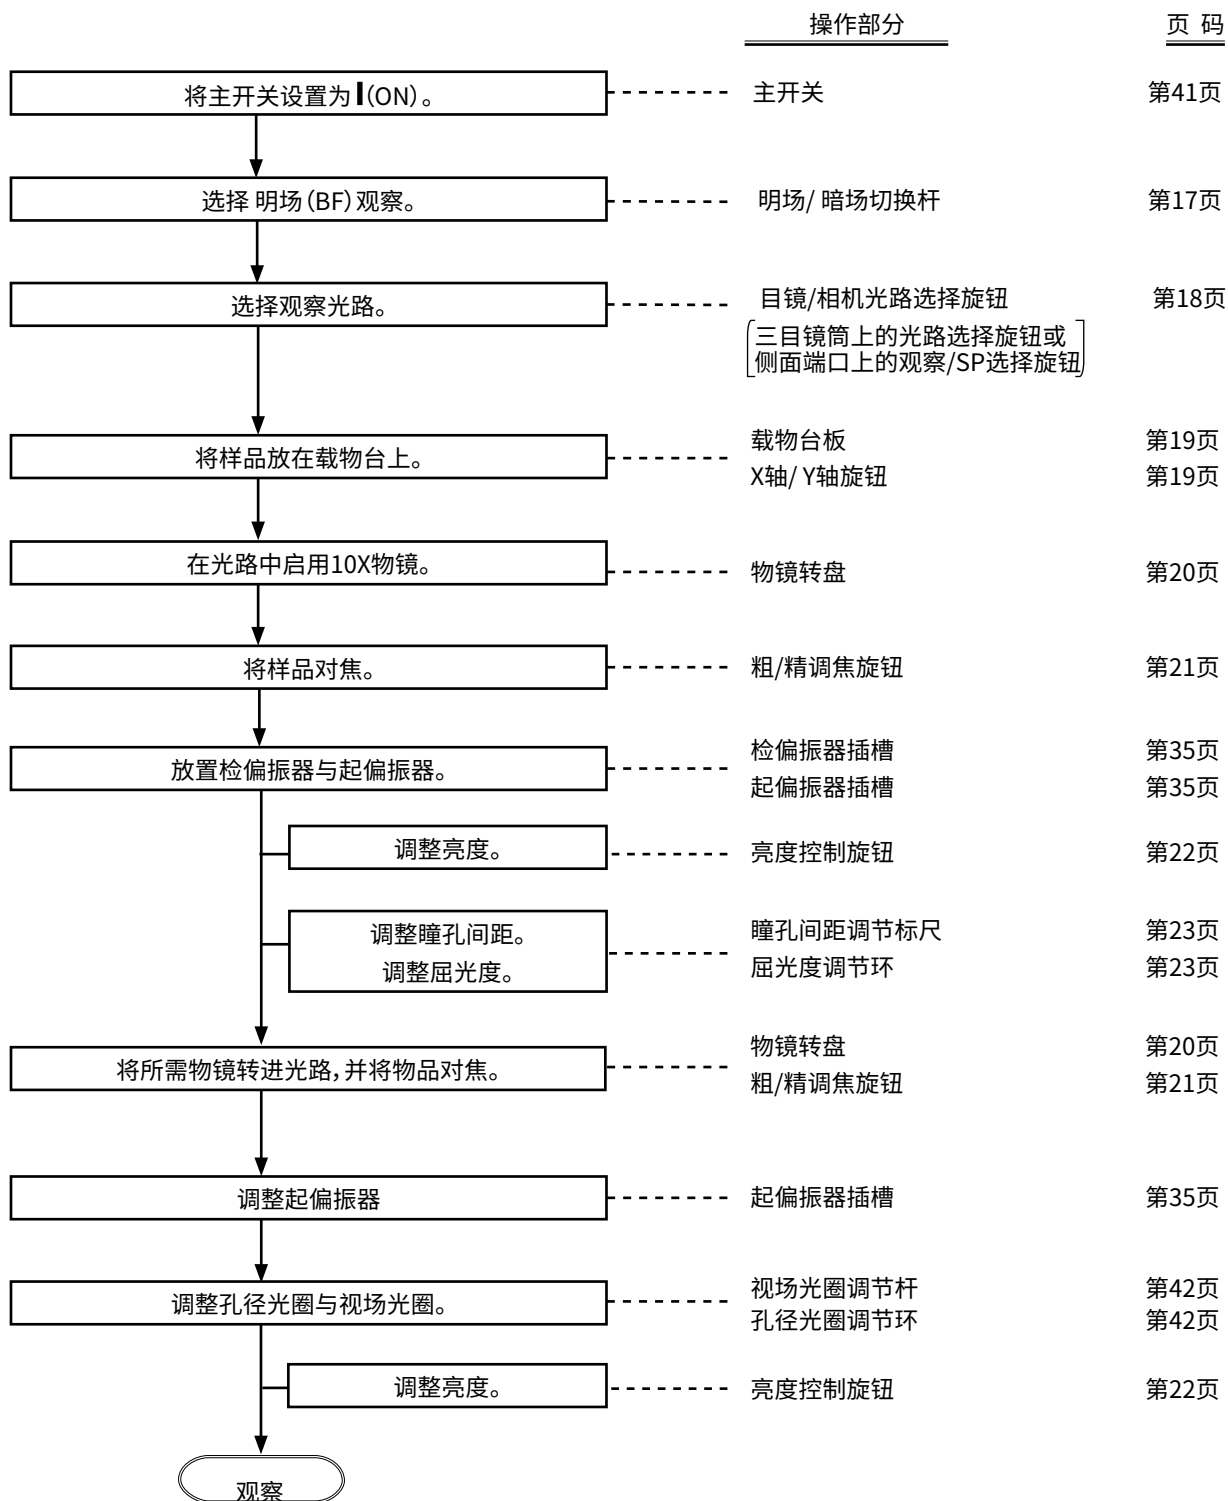 操作部分 页 码
将主开关设置为 I（ON）。 主开关 第41页
选择 明场（BF）观察。 明场/ 暗场切换杆 第17页
选择观察光路。 目镜/相机光路选择旋钮 第18页
三目镜筒上的光路选择旋钮或
侧面端口上的观察/SP选择旋钮
将样品放在载物台上。 载物台板 第19页
X轴/ Y轴旋钮 第19页
在光路中启用10X物镜。 物镜转盘 第20页
将样品对焦。 粗/精调焦旋钮 第21页
放置检偏振器与起偏振器。 检偏振器插槽 第35页
起偏振器插槽 第35页
调整亮度。 亮度控制旋钮 第22页
调整瞳孔间距。 瞳孔间距调节标尺 第23页
调整屈光度。 屈光度调节环 第23页
将所需物镜转进光路，并将物品对焦。 物镜转盘 第20页
粗/精调焦旋钮 第21页
调整起偏振器 起偏振器插槽 第35页
调整孔径光圈与视场光圈。 视场光圈调节杆 第42页
孔径光圈调节环 第42页
调整亮度。 亮度控制旋钮 第22页
观察